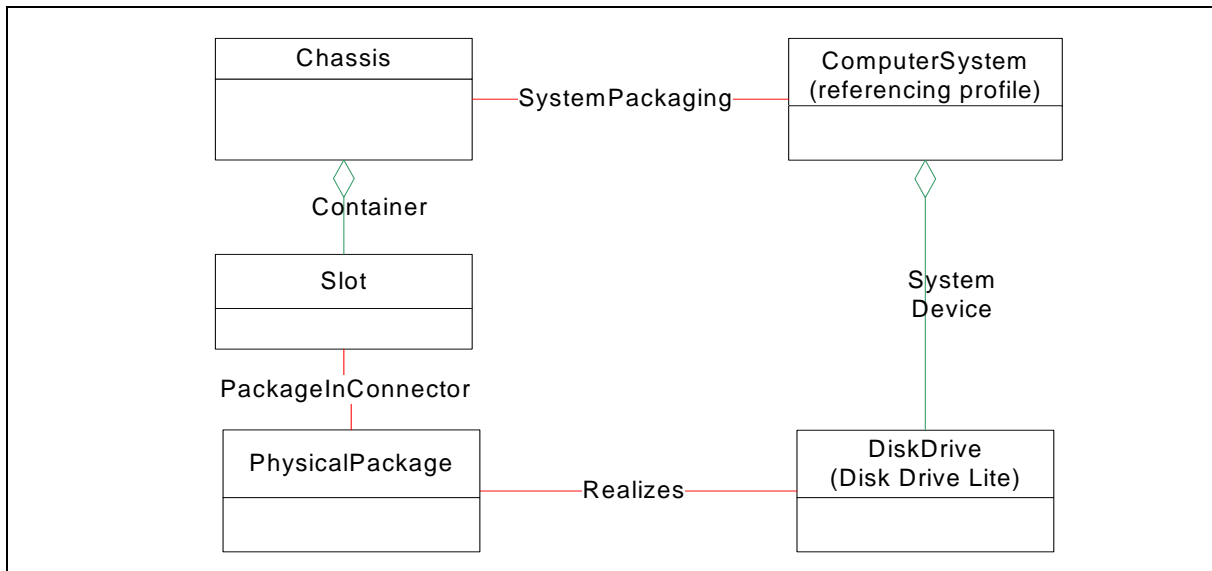 Chassis
ComputerSystem
(referencing profile)
SystemPackaging
Container
Slot
System
Device
PackageInConnector
PhysicalPackage
DiskDrive
(Disk Drive Lite)
Realizes